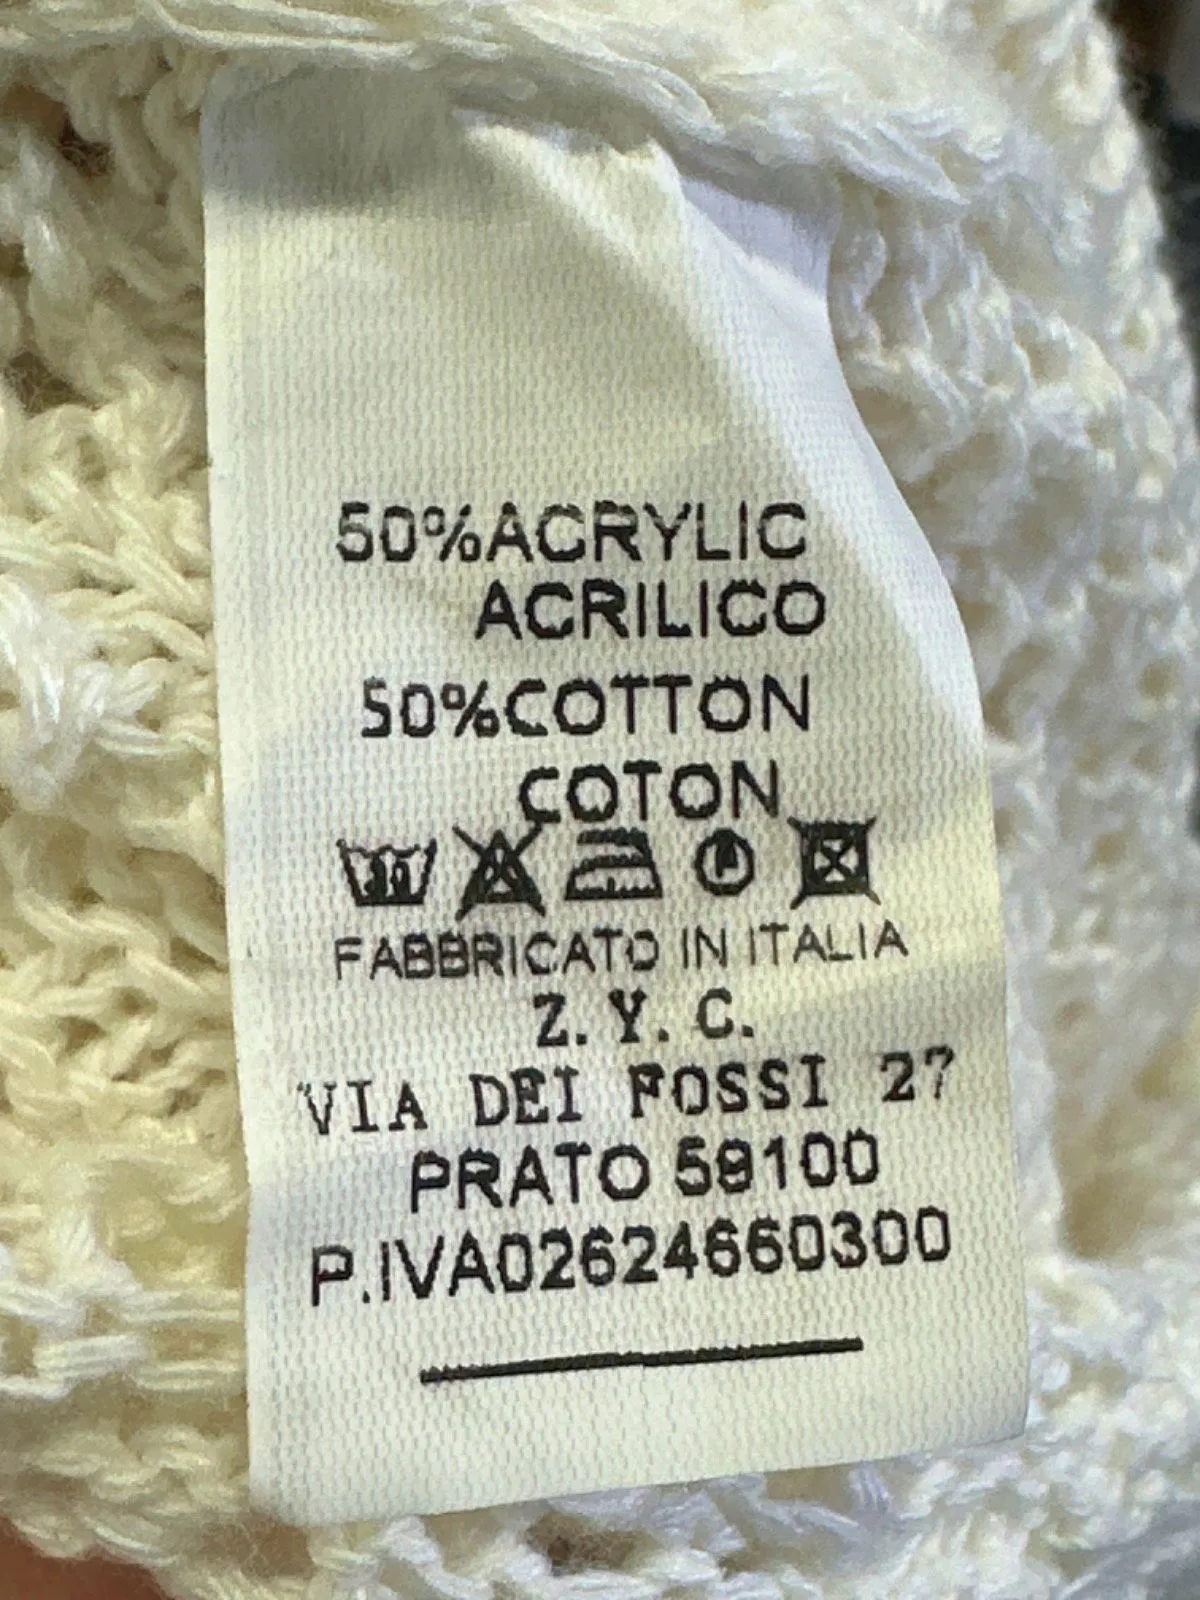 50%ACRYLIC
ACRILICO
50%COTTON
COTON
FABBRICATO IN ITALIA
Z. Y. C.
VIA DEI FOSSI 27
PRATO 59100
P.IVA02624660300